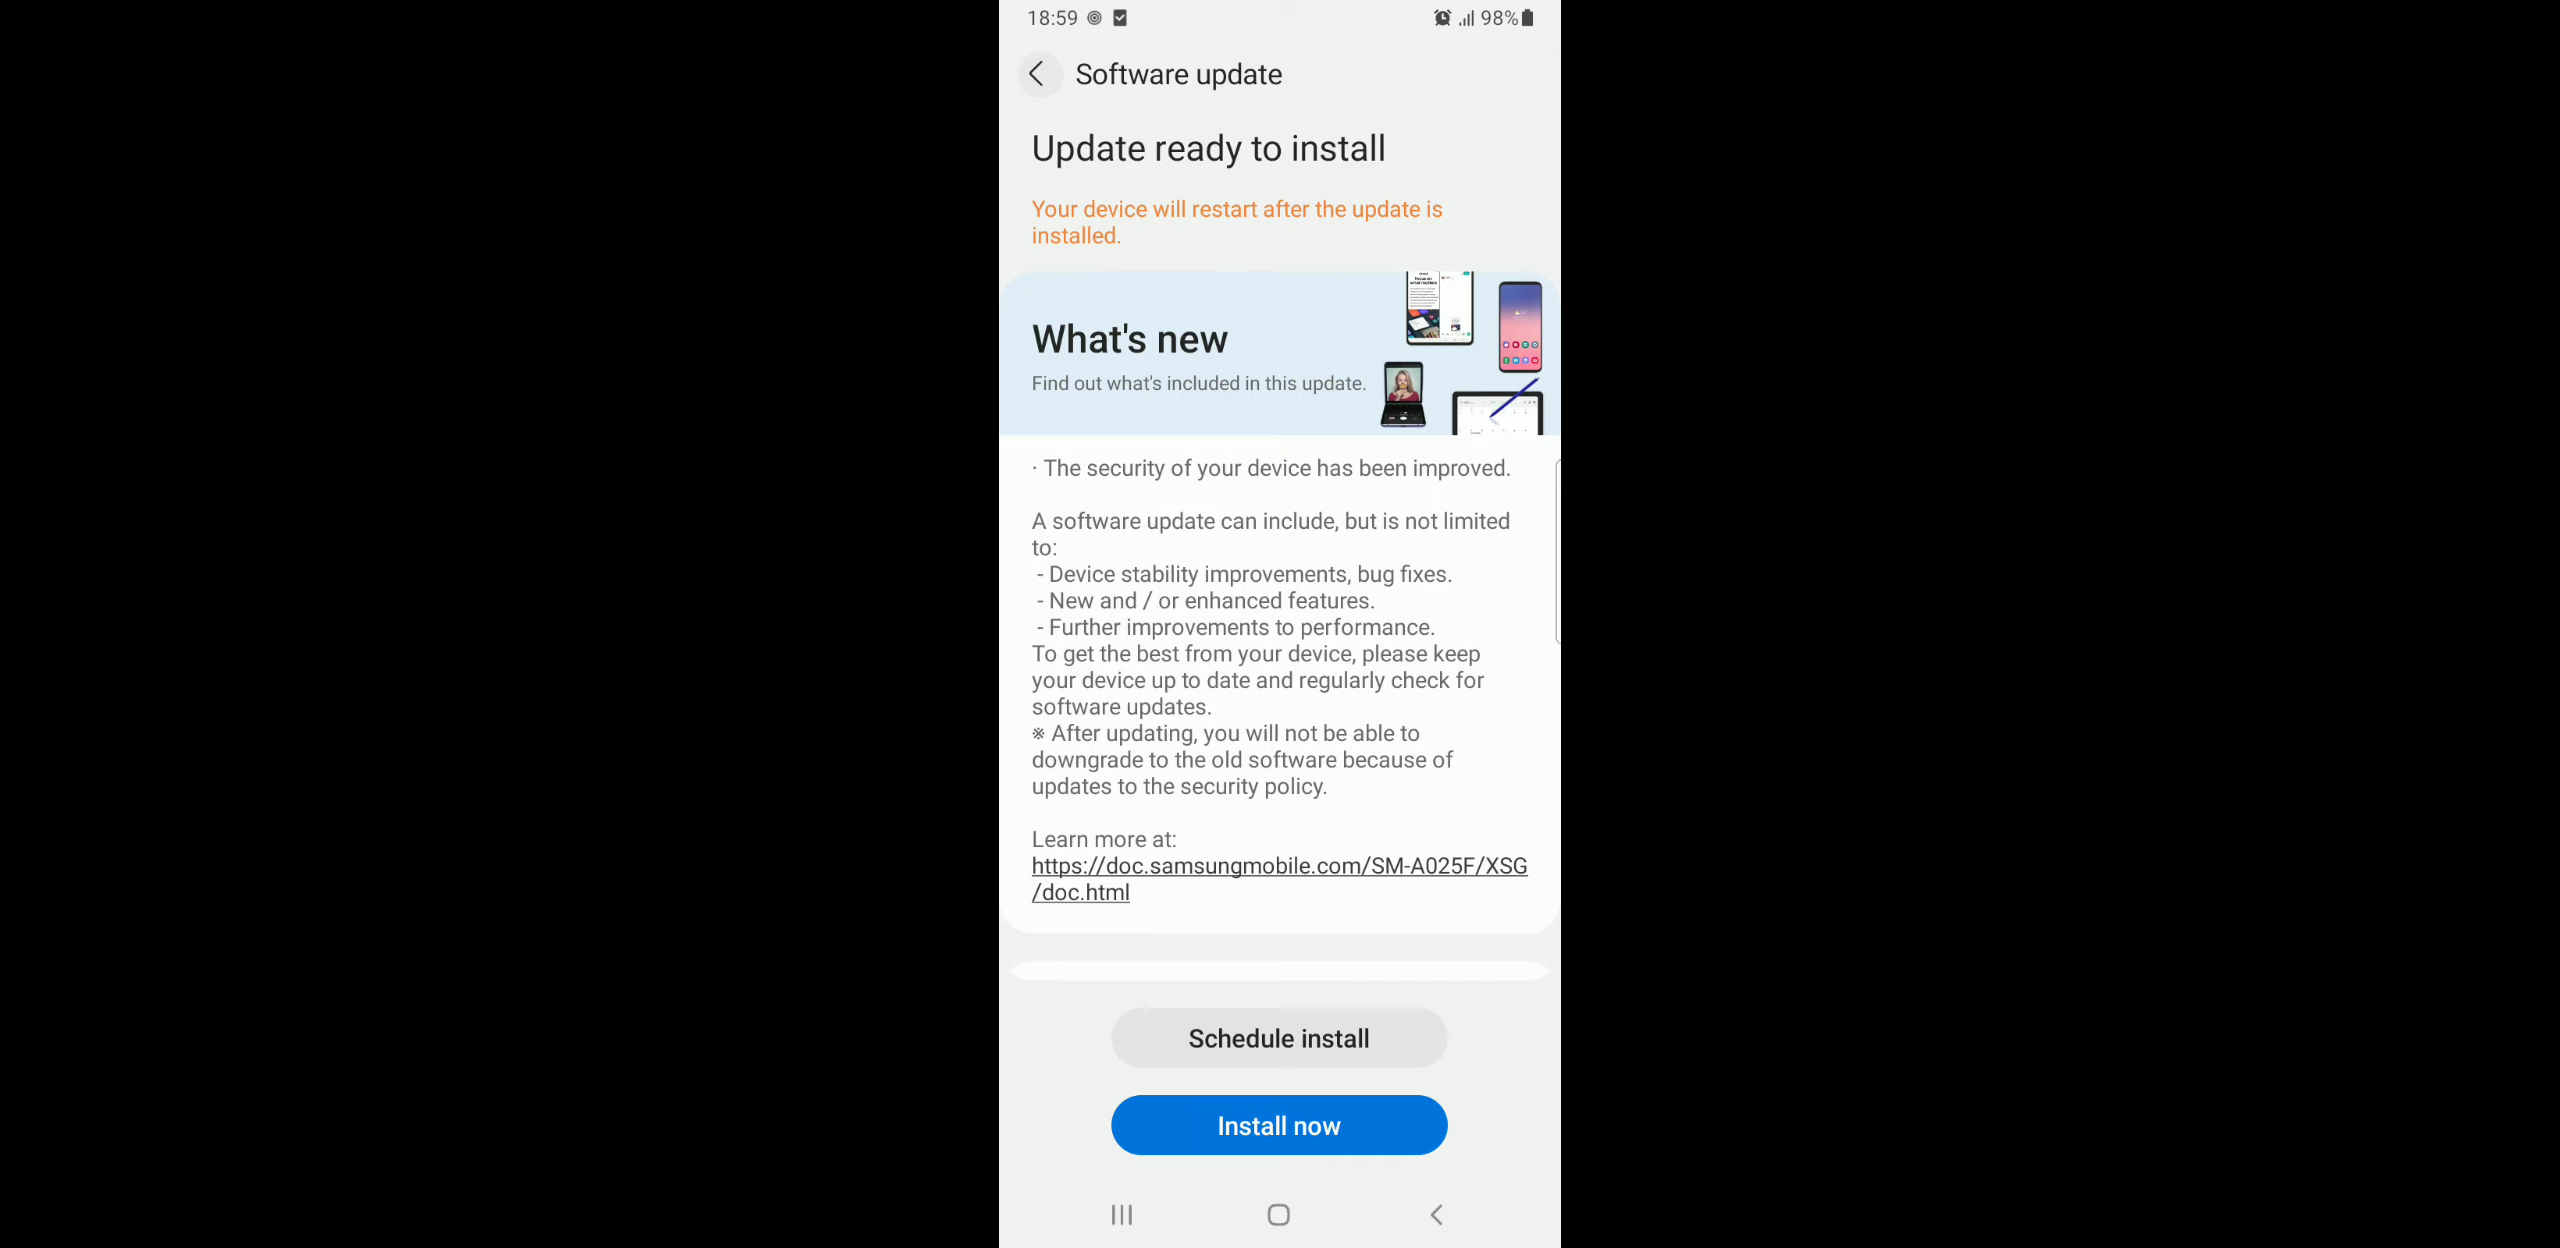 18:59
98%
Software update
Update ready to install
Your device will restart after the update is
installed.
What's new
Find out what's included in this update.
· The security of your device has been improved.
A software update can include, but is not limited
to:
- Device stability improvements, bug fixes.
- New and / or enhanced features.
- Further improvements to performance.
To get the best from your device, please keep
your device up to date and regularly check for
software updates.
※ After updating, you will not be able to
downgrade to the old software because of
updates to the security policy.
Learn more at:
https://doc.samsungmobile.com/SM-A025F/XSG
/doc.html
Schedule install
Install now